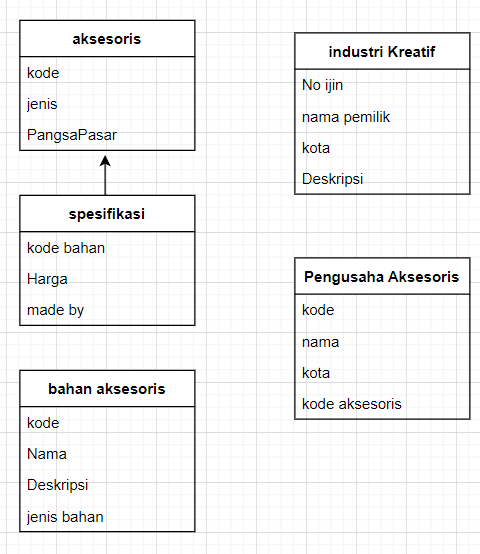 aksesoris
kode
jenis
PangsaPasar
spesifikasi
kode bahan
Harga
made by
bahan aksesoris
kode
Nama
Deskripsi
jenis bahan
industri Kreatif
No ijin
nama pemilik
kota
Deskripsi
Pengusaha Aksesoris
kode
nama
kota
kode aksesoris